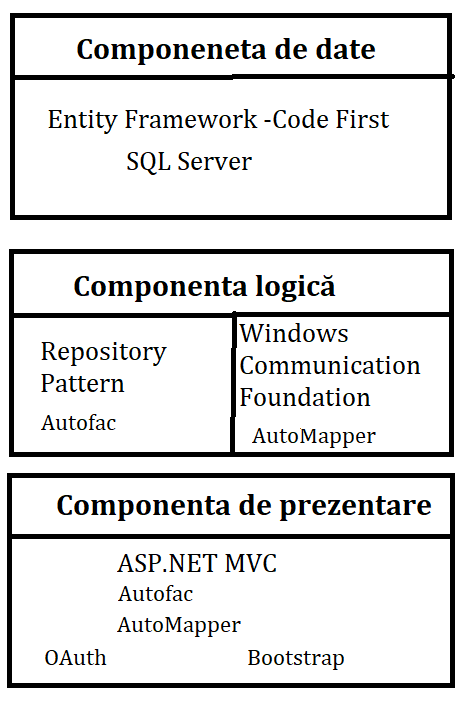 Componeneta de date
Entity Framework -Code First
SQL Server
Componenta logică
Repository
Pattern
Autofac
Windows
Communication
Foundation
AutoMapper
Componenta de prezentare
ASP.NET MVC
Autofac
AutoMapper
OAuth Bootstrap